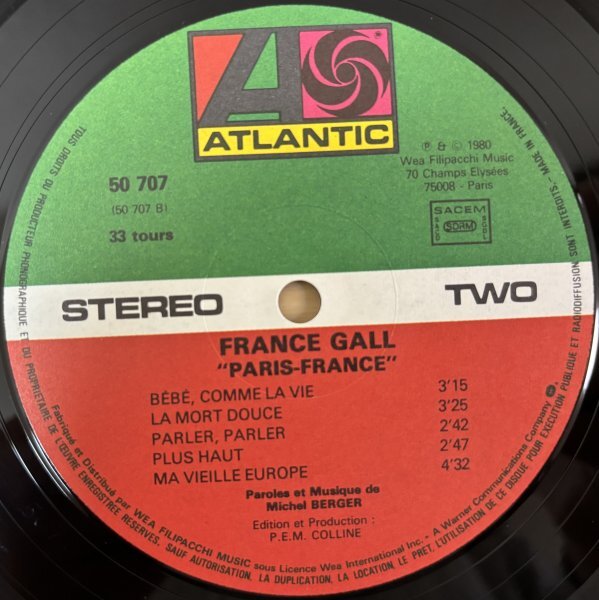 ATLANTIC
50 707
(50 707 B)
33 tours
℗ & © 1980
Wea Filipacchi Music
70 Champs Elysées
75008 - Paris
SACEM
SACD SDRM SGDL
STEREO
TWO
FRANCE GALL
"PARIS-FRANCE"
BÉBÉ, COMME LA VIE 3'15
LA MORT DOUCE 3'25
PARLER, PARLER 2'42
PLUS HAUT 2'47
MA VIEILLE EUROPE 4'32
Paroles et Musique de
Michel BERGER
Edition et Production :
P.E.M. COLLINE
TOUS DROITS DU PRODUCTEUR PHONOGRAPHIQUE ET DU PROPRIETAIRE DE L'ŒUVRE ENREGISTREE RESERVES. SAUF AUTORISATION, LA DUPLICATION, LA LOCATION, LE PRET, L'UTILISATION DE CE DISQUE POUR EXECUTION PUBLIQUE ET RADIODIFFUSION SONT INTERDITS. - MADE IN FRANCE.
Fabriqué et Distribué par WEA FILIPACCHI MUSIC sous Licence Wea International Inc. - A Warner Communications Company